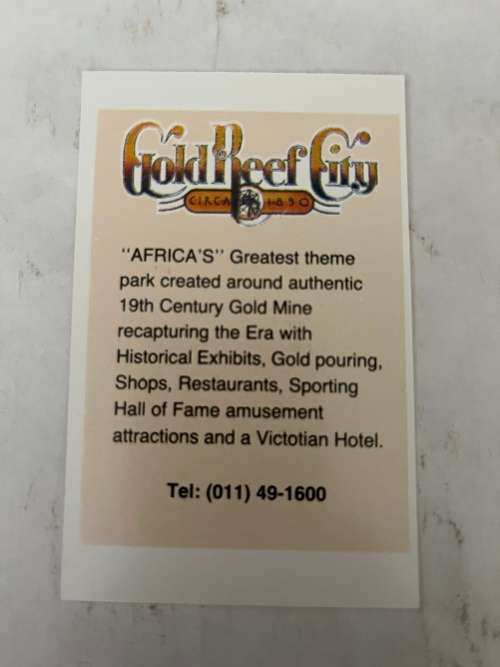 Gold Reef City
CIRCA 1890
"AFRICA'S" Greatest theme
park created around authentic
19th Century Gold Mine
recapturing the Era with
Historical Exhibits, Gold pouring,
Shops, Restaurants, Sporting
Hall of Fame amusement
attractions and a Victotian Hotel.
Tel: (011) 49-1600